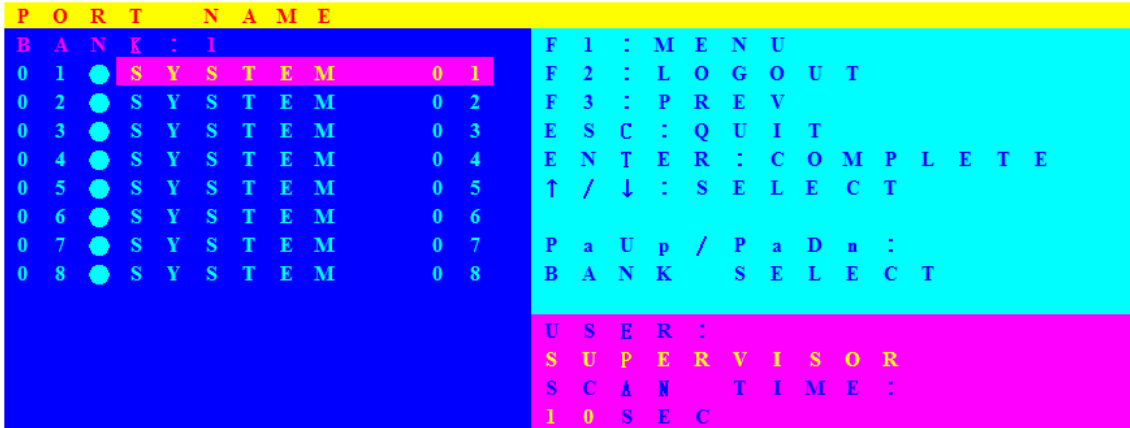 PORT NAME
BANK:1
01●SYSTEM 01
02●SYSTEM 02
03●SYSTEM 03
04●SYSTEM 04
05●SYSTEM 05
06●SYSTEM 06
07●SYSTEM 07
08●SYSTEM 08
F1:MENU
F2:LOGOUT
F3:PREV
ESC:QUIT
ENTER:COMPLETE
↑/↓:SELECT
PaUp/PaDn:
BANK SELECT
USER:
SUPERVISOR
SCAN TIME:
10SEC